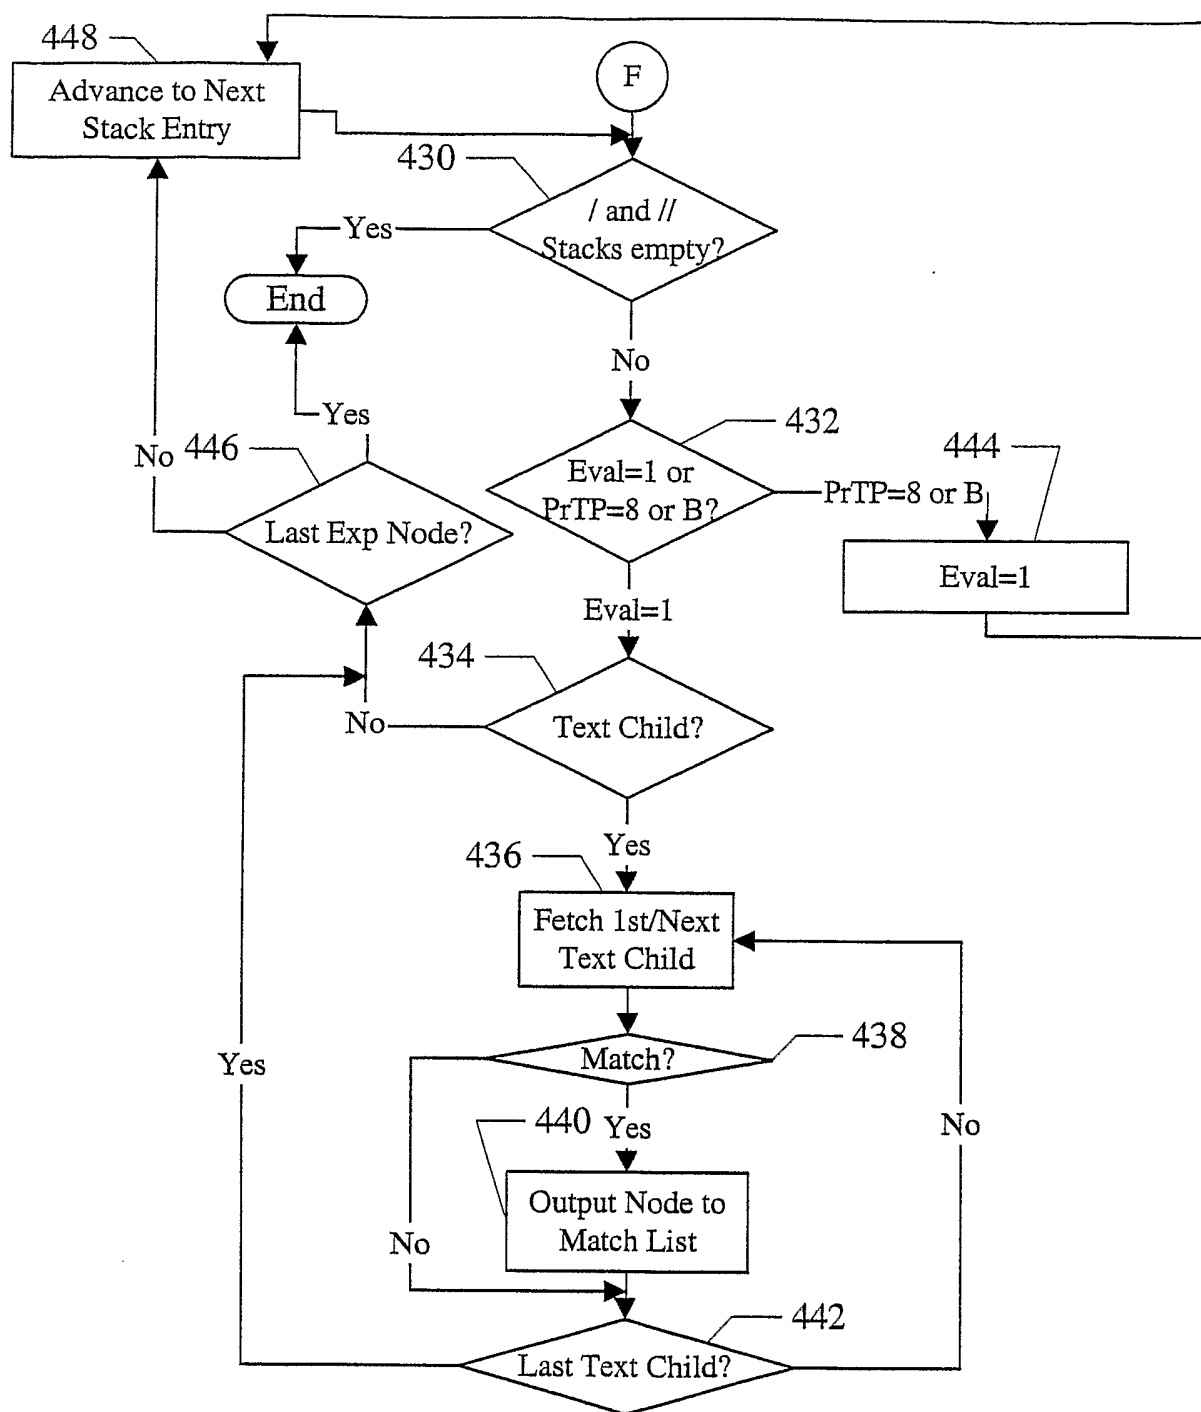 448
Advance to Next
Stack Entry
F
430
/ and //
Stacks empty?
Yes
End
No
Yes
432
444
No
446
Eval=1 or
PrTP=8 or B?
PrTP=8 or B
Last Exp Node?
Eval=1
Eval=1
434
No
Text Child?
Yes
436
Fetch 1st/Next
Text Child
438
Match?
Yes
440
Yes
No
Output Node to
Match List
No
442
Last Text Child?